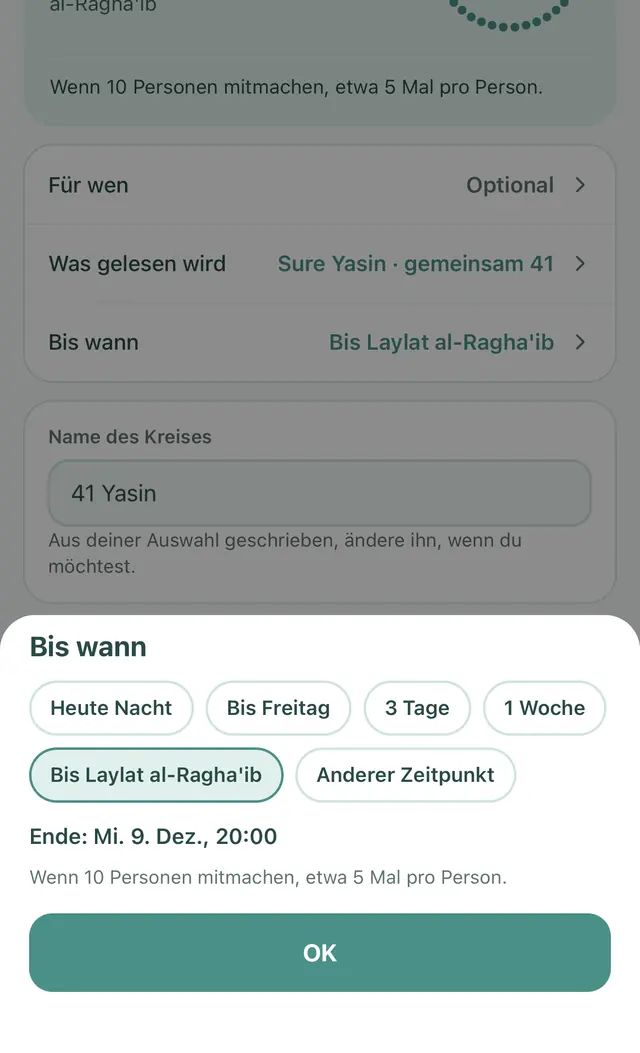 al-Ragha'ib
Wenn 10 Personen mitmachen, etwa 5 Mal pro Person.
Für wen Optional
Was gelesen wird Sure Yasin · gemeinsam 41
Bis wann Bis Laylat al-Ragha'ib
Name des Kreises
41 Yasin
Aus deiner Auswahl geschrieben, ändere ihn, wenn du
möchtest.
Bis wann
Heute Nacht Bis Freitag 3 Tage 1 Woche
Bis Laylat al-Ragha'ib Anderer Zeitpunkt
Ende: Mi. 9. Dez., 20:00
Wenn 10 Personen mitmachen, etwa 5 Mal pro Person.
OK